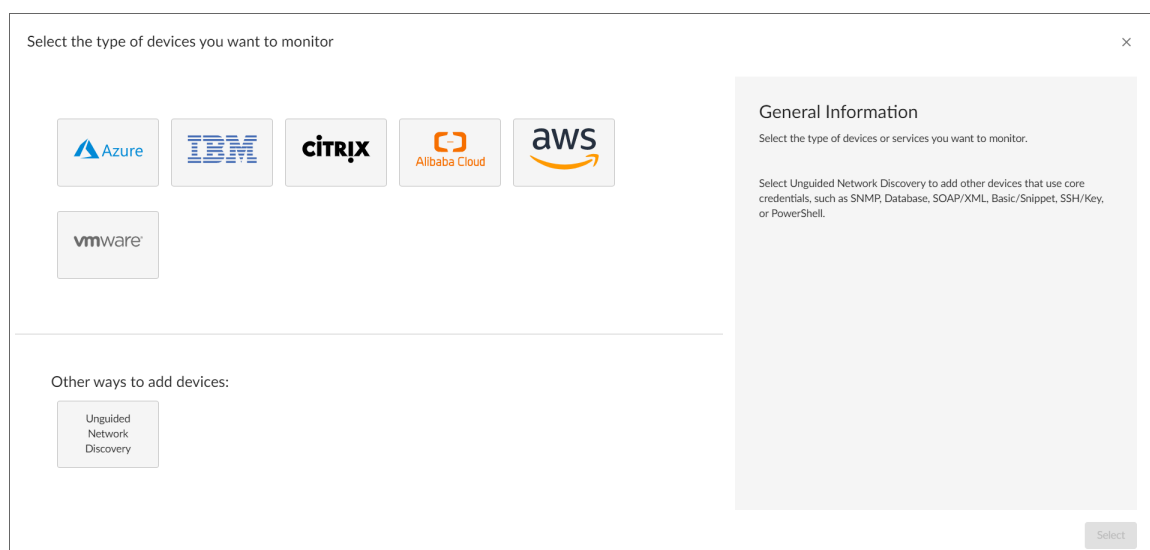 Select the type of devices you want to monitor
×
Azure
IBM
CİTRIX
Alibaba Cloud
aws
vmware
General Information
Select the type of devices or services you want to monitor.
Select Unguided Network Discovery to add other devices that use core
credentials, such as SNMP, Database, SOAP/XML, Basic/Snippet, SSH/Key,
or PowerShell.
Other ways to add devices:
Unguided
Network
Discovery
Select